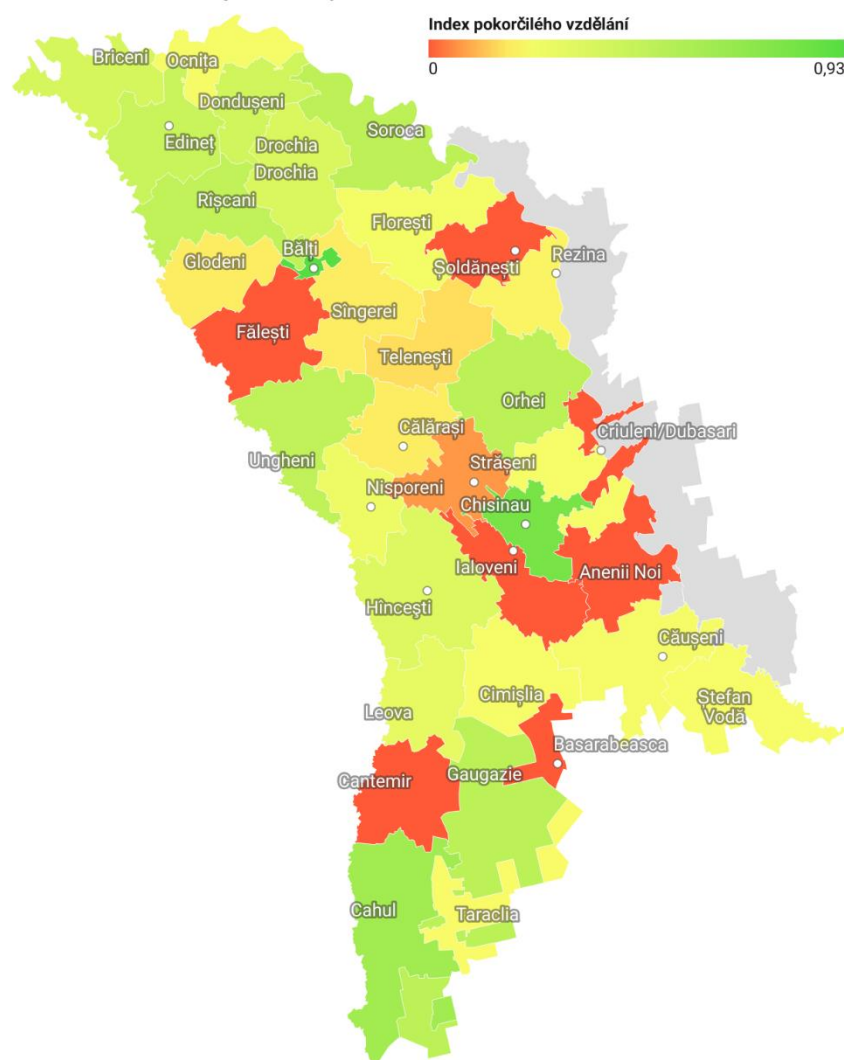 Index pokorčilého vzdělání
0
0,93
Briceni
Ocnița
Dondușeni
Soroca
Edineț
Drochia
Drochia
Rîșcani
Florești
Bălți
Rezina
Glodeni
Șoldănești
Sîngerei
Fălești
Telenești
Orhei
Călărași
Criuleni/Dubasari
Ungheni
Strășeni
Nisporeni
Chisinau
Ialoveni
Anenii Noi
Hîncești
Căușeni
Cimișlia
Ștefan
Vodă
Leova
Basarabeasca
Cantemir
Gaugazie
Cahul
Taraclia